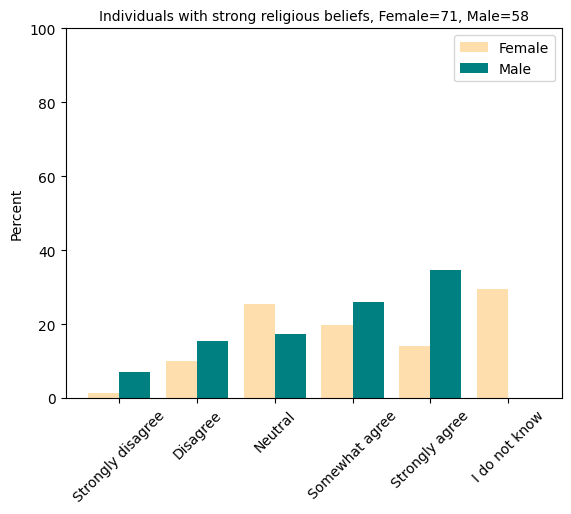 Individuals with strong religious beliefs, Female=71, Male=58
100
80
60
40
20
0
Percent
Female
Male
Strongly disagree
Disagree
Neutral
Somewhat agree
Strongly agree
I do not know